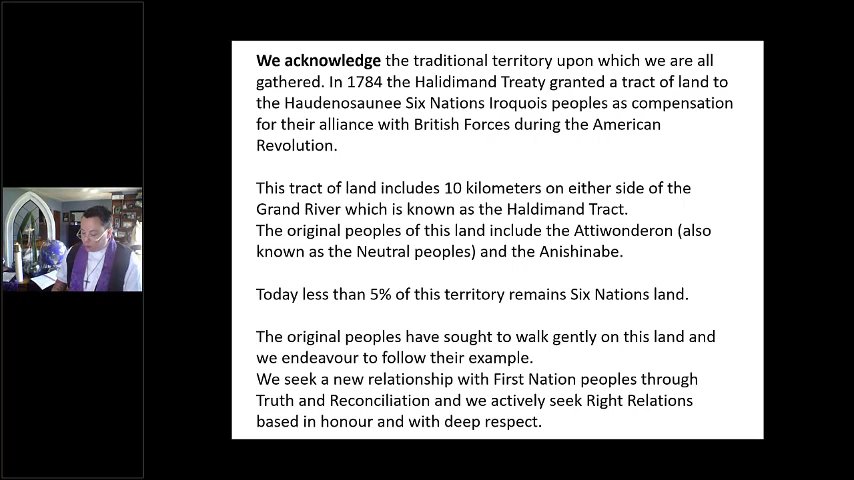 We acknowledge the traditional territory upon which we are all
gathered. In 1784 the Halidimand Treaty granted a tract of land to
the Haudenosaunee Six Nations Iroquois peoples as compensation
for their alliance with British Forces during the American
Revolution.
This tract of land includes 10 kilometers on either side of the
Grand River which is known as the Haldimand Tract.
The original peoples of this land include the Attiwonderon (also
known as the Neutral peoples) and the Anishinabe.
Today less than 5% of this territory remains Six Nations land.
The original peoples have sought to walk gently on this land and
we endeavour to follow their example.
We seek a new relationship with First Nation peoples through
Truth and Reconciliation and we actively seek Right Relations
based in honour and with deep respect.